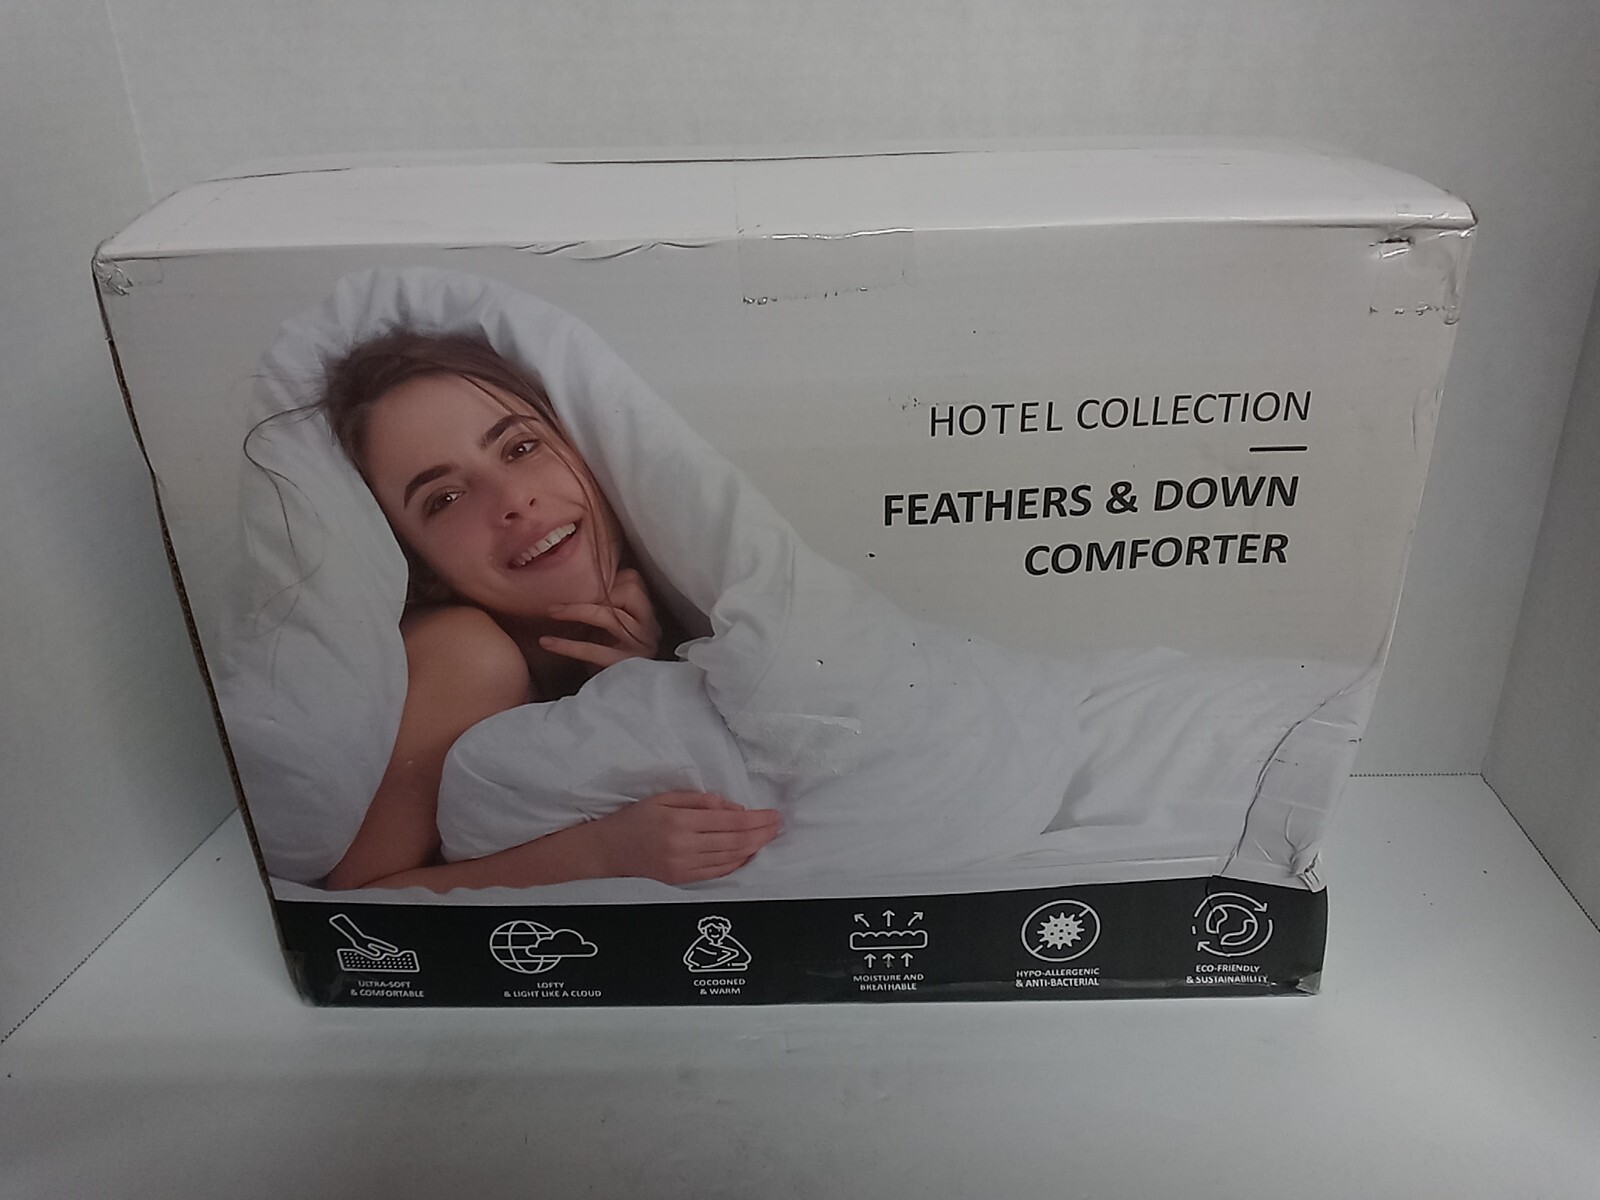 HOTEL COLLECTION
FEATHERS & DOWN
COMFORTER
ULTRA-SOFT
& COMFORTABLE
LOFTY
& LIGHT LIKE A CLOUD
COCOONED
& WARM
MOISTURE AND
BREATHABLE
HYPO-ALLERGENIC
& ANTI-BACTERIAL
ECO-FRIENDLY
& SUSTAINABILITY